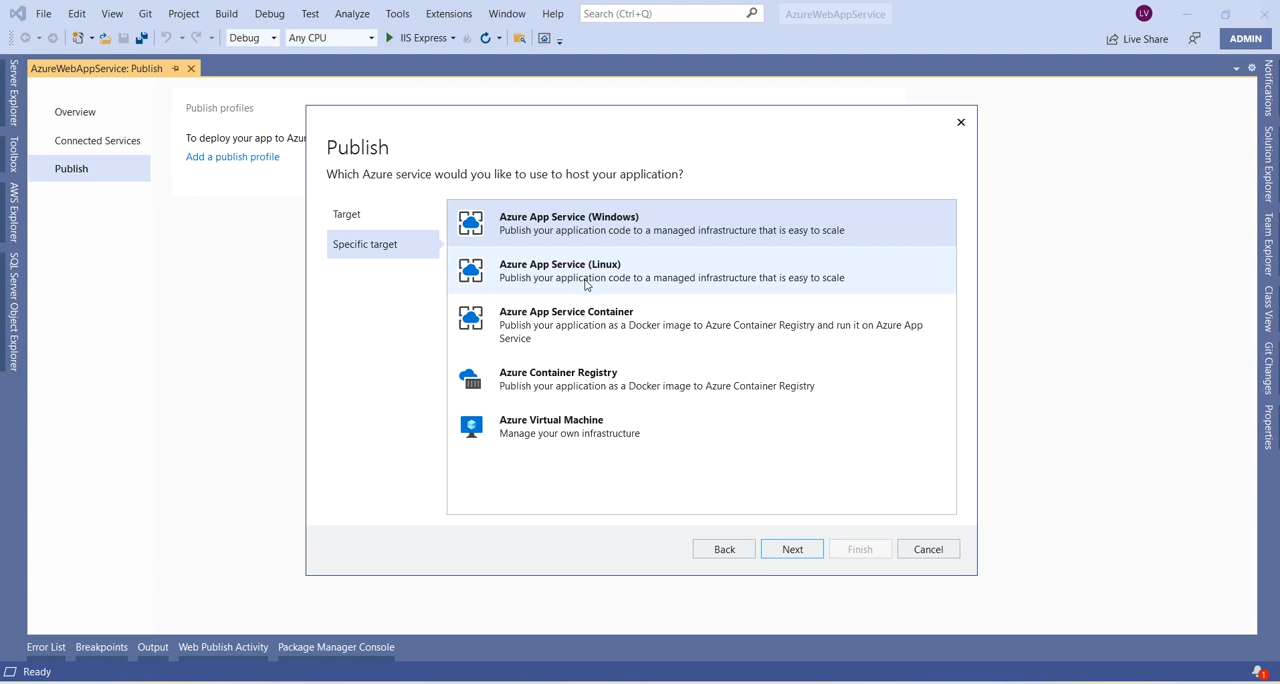 File Edit View Git Project Build Debug Test Analyze Tools Extensions Window Help Search (Ctrl+Q) AzureWebAppService LV
Debug Any CPU IIS Express Live Share ADMIN
AzureWebAppService: Publish
Server Explorer
Toolbox
AWS Explorer
SQL Server Object Explorer
Overview
Connected Services
Publish
Publish profiles
To deploy your app to Azur
Add a publish profile
Publish
Which Azure service would you like to use to host your application?
Target
Specific target
Azure App Service (Windows)
Publish your application code to a managed infrastructure that is easy to scale
Azure App Service (Linux)
Publish your application code to a managed infrastructure that is easy to scale
Azure App Service Container
Publish your application as a Docker image to Azure Container Registry and run it on Azure App
Service
Azure Container Registry
Publish your application as a Docker image to Azure Container Registry
Azure Virtual Machine
Manage your own infrastructure
Back Next Finish Cancel
Notifications
Solution Explorer
Team Explorer
Class View
Git Changes
Properties
Error List Breakpoints Output Web Publish Activity Package Manager Console
Ready 1